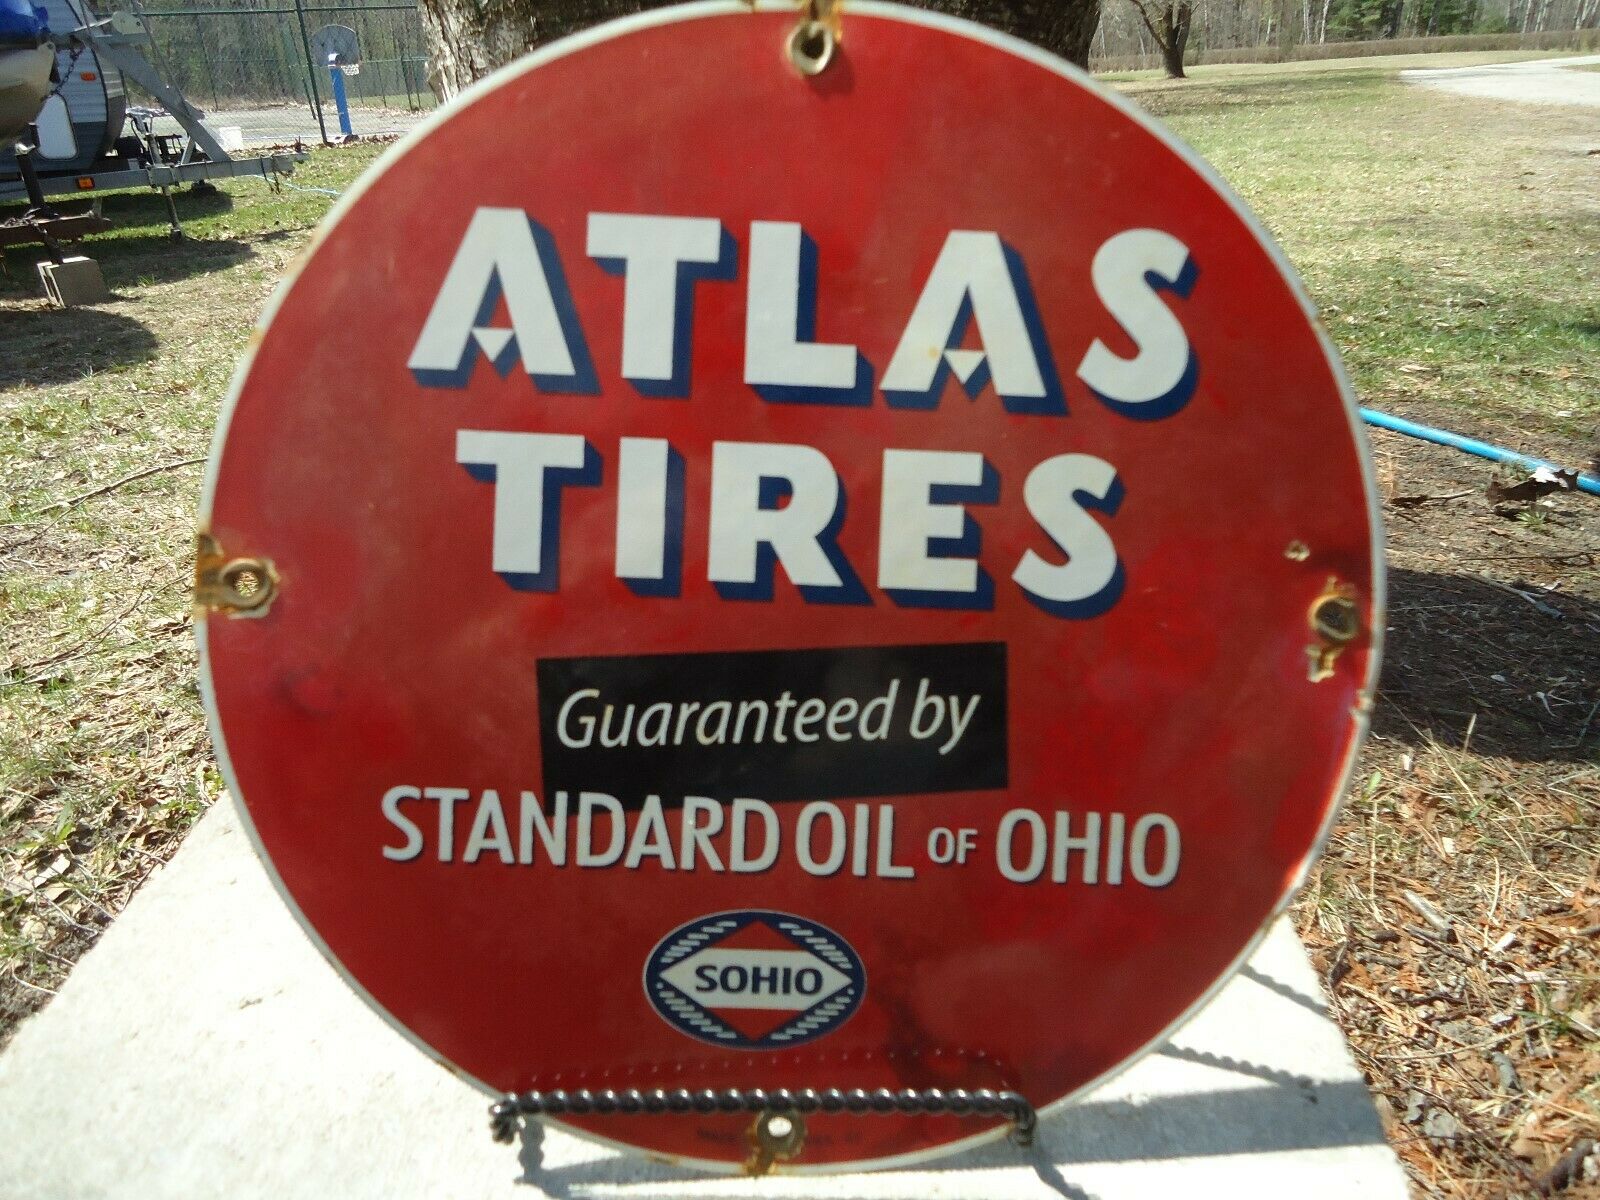 ATLAS
TIRES
Guaranteed by
STANDARD OIL OF OHIO
SOHIO